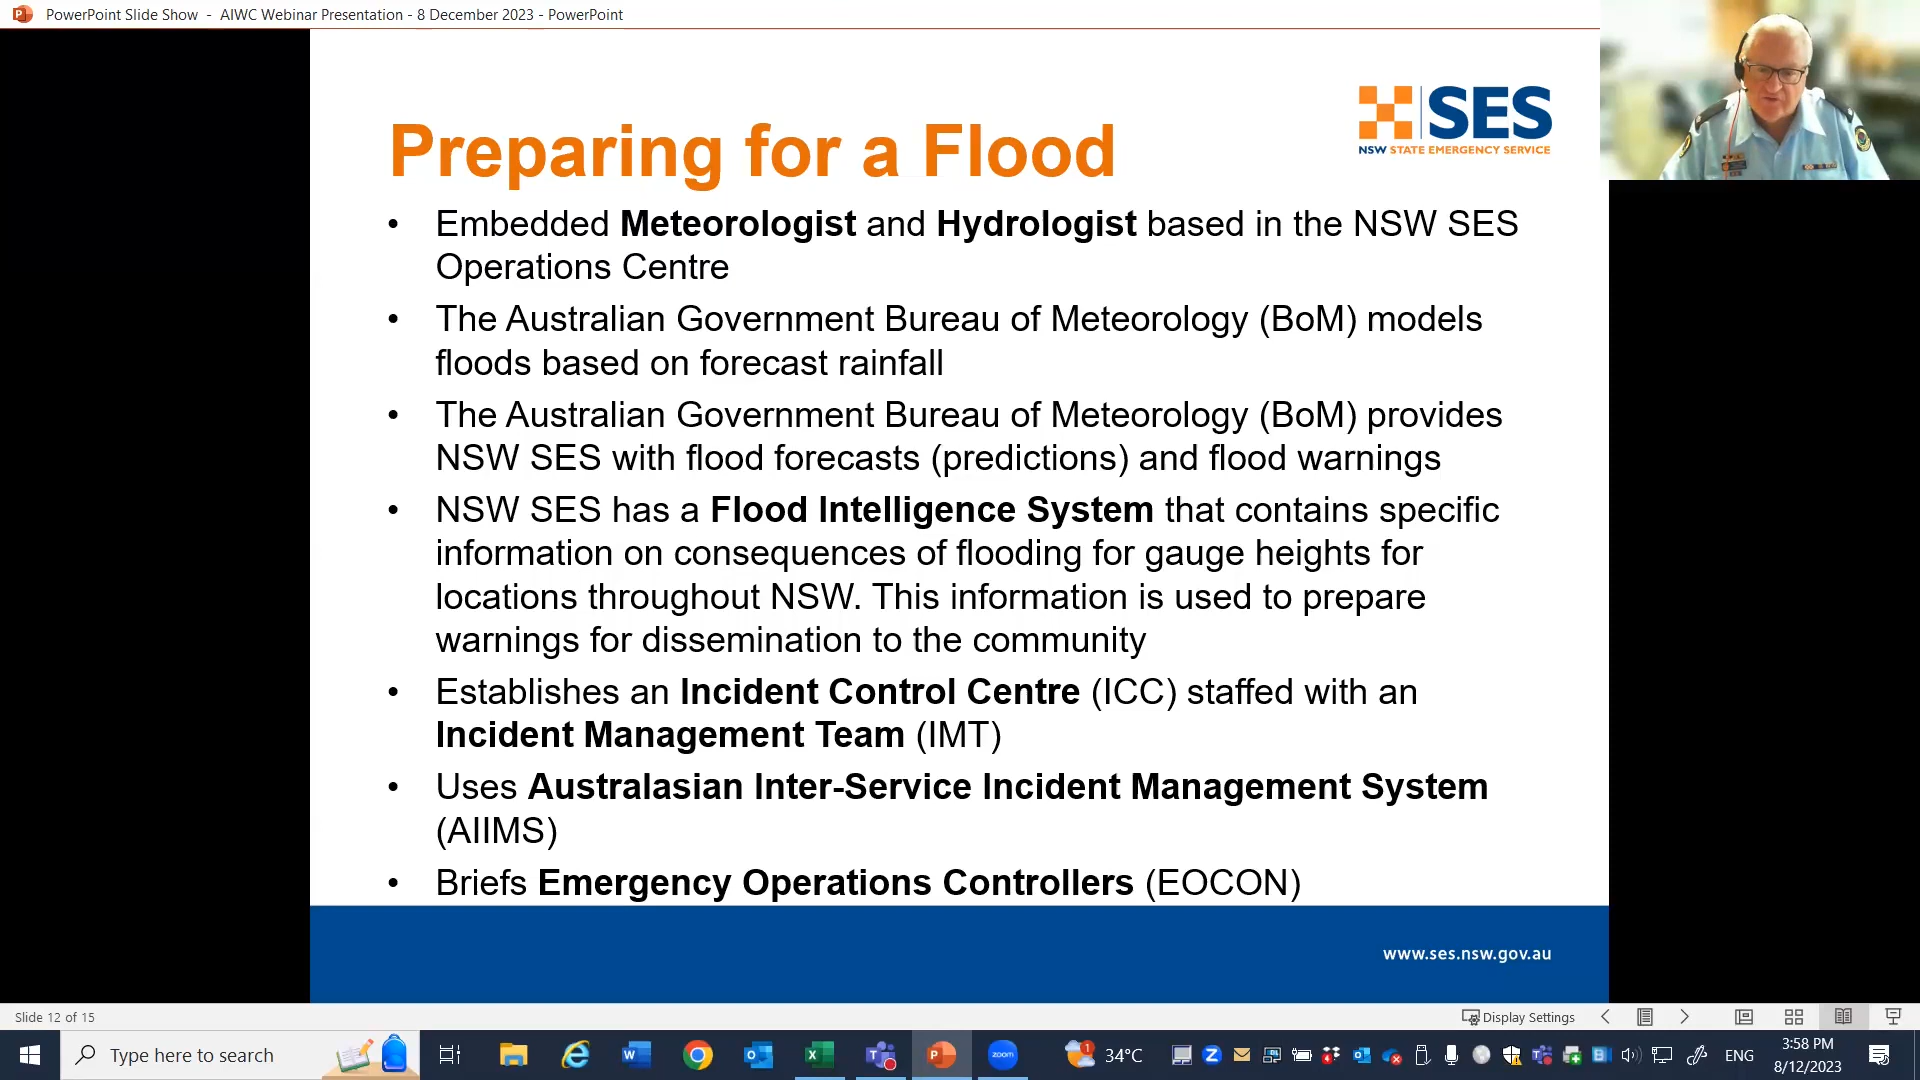 PowerPoint Slide Show - AIWC Webinar Presentation - 8 December 2023 - PowerPoint
SES
NSW STATE EMERGENCY SERVICE
Preparing for a Flood
• Embedded Meteorologist and Hydrologist based in the NSW SES
Operations Centre
• The Australian Government Bureau of Meteorology (BoM) models
floods based on forecast rainfall
• The Australian Government Bureau of Meteorology (BoM) provides
NSW SES with flood forecasts (predictions) and flood warnings
• NSW SES has a Flood Intelligence System that contains specific
information on consequences of flooding for gauge heights for
locations throughout NSW. This information is used to prepare
warnings for dissemination to the community
• Establishes an Incident Control Centre (ICC) staffed with an
Incident Management Team (IMT)
• Uses Australasian Inter-Service Incident Management System
(AIIMS)
• Briefs Emergency Operations Controllers (EOCON)
www.ses.nsw.gov.au
Slide 12 of 15
Display Settings
Type here to search
zoom
1
34°C
ENG
3:58 PM
8/12/2023